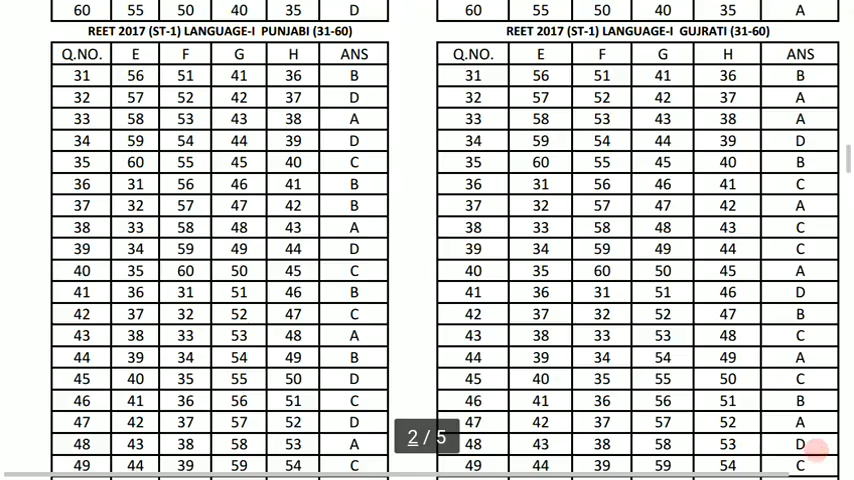 60 55 50 40 35 D
REET 2017 (ST-1) LANGUAGE-I PUNJABI (31-60)
Q.NO. E F G H ANS
31 56 51 41 36 B
32 57 52 42 37 D
33 58 53 43 38 A
34 59 54 44 39 D
35 60 55 45 40 C
36 31 56 46 41 B
37 32 57 47 42 B
38 33 58 48 43 A
39 34 59 49 44 D
40 35 60 50 45 C
41 36 31 51 46 B
42 37 32 52 47 C
43 38 33 53 48 A
44 39 34 54 49 B
45 40 35 55 50 D
46 41 36 56 51 C
47 42 37 57 52 D
48 43 38 58 53 A
49 44 39 59 54 C
60 55 50 40 35 A
REET 2017 (ST-1) LANGUAGE-I GUJRATI (31-60)
Q.NO. E F G H ANS
31 56 51 41 36 B
32 57 52 42 37 A
33 58 53 43 38 A
34 59 54 44 39 D
35 60 55 45 40 B
36 31 56 46 41 C
37 32 57 47 42 A
38 33 58 48 43 C
39 34 59 49 44 C
40 35 60 50 45 A
41 36 31 51 46 D
42 37 32 52 47 B
43 38 33 53 48 C
44 39 34 54 49 A
45 40 35 55 50 C
46 41 36 56 51 B
47 42 37 57 52 A
48 43 38 58 53 D
49 44 39 59 54 C
2 / 5